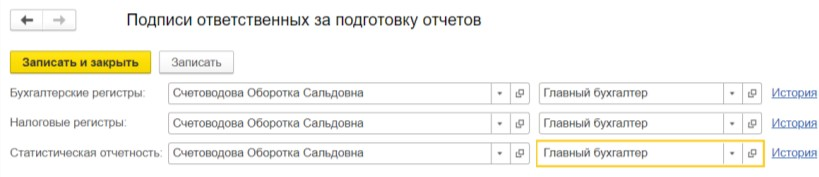 Подписи ответственных за подготовку отчетов
Записать и закрыть Записать
Бухгалтерские регистры: Счетоводова Оборотка Сальдовна Главный бухгалтер История
Налоговые регистры: Счетоводова Оборотка Сальдовна Главный бухгалтер История
Статистическая отчетность: Счетоводова Оборотка Сальдовна Главный бухгалтер История